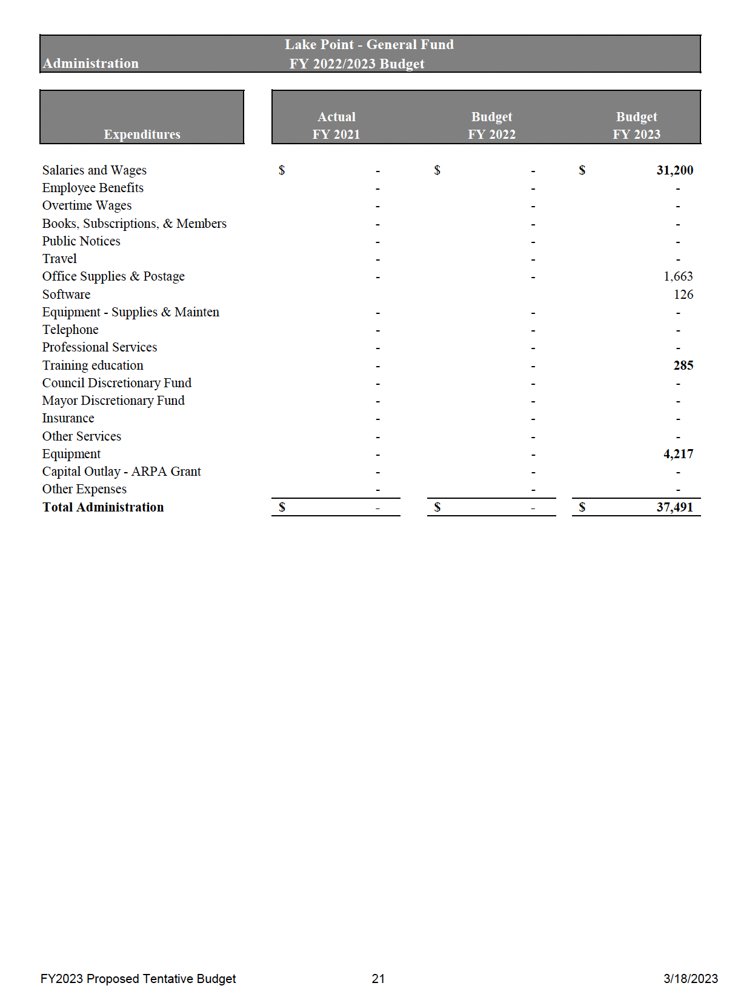 Lake Point - General Fund
Administration FY 2022/2023 Budget
Actual Budget Budget
Expenditures FY 2021 FY 2022 FY 2023
Salaries and Wages $ - $ - $ 31,200
Employee Benefits - - -
Overtime Wages - - -
Books, Subscriptions, & Members - - -
Public Notices - - -
Travel - - -
Office Supplies & Postage - - 1,663
Software 126
Equipment - Supplies & Mainten - - -
Telephone - - -
Professional Services - - -
Training education - - 285
Council Discretionary Fund - - -
Mayor Discretionary Fund - - -
Insurance - - -
Other Services - - -
Equipment - - 4,217
Capital Outlay - ARPA Grant - - -
Other Expenses - - -
Total Administration $ - $ - $ 37,491
FY2023 Proposed Tentative Budget 21 3/18/2023